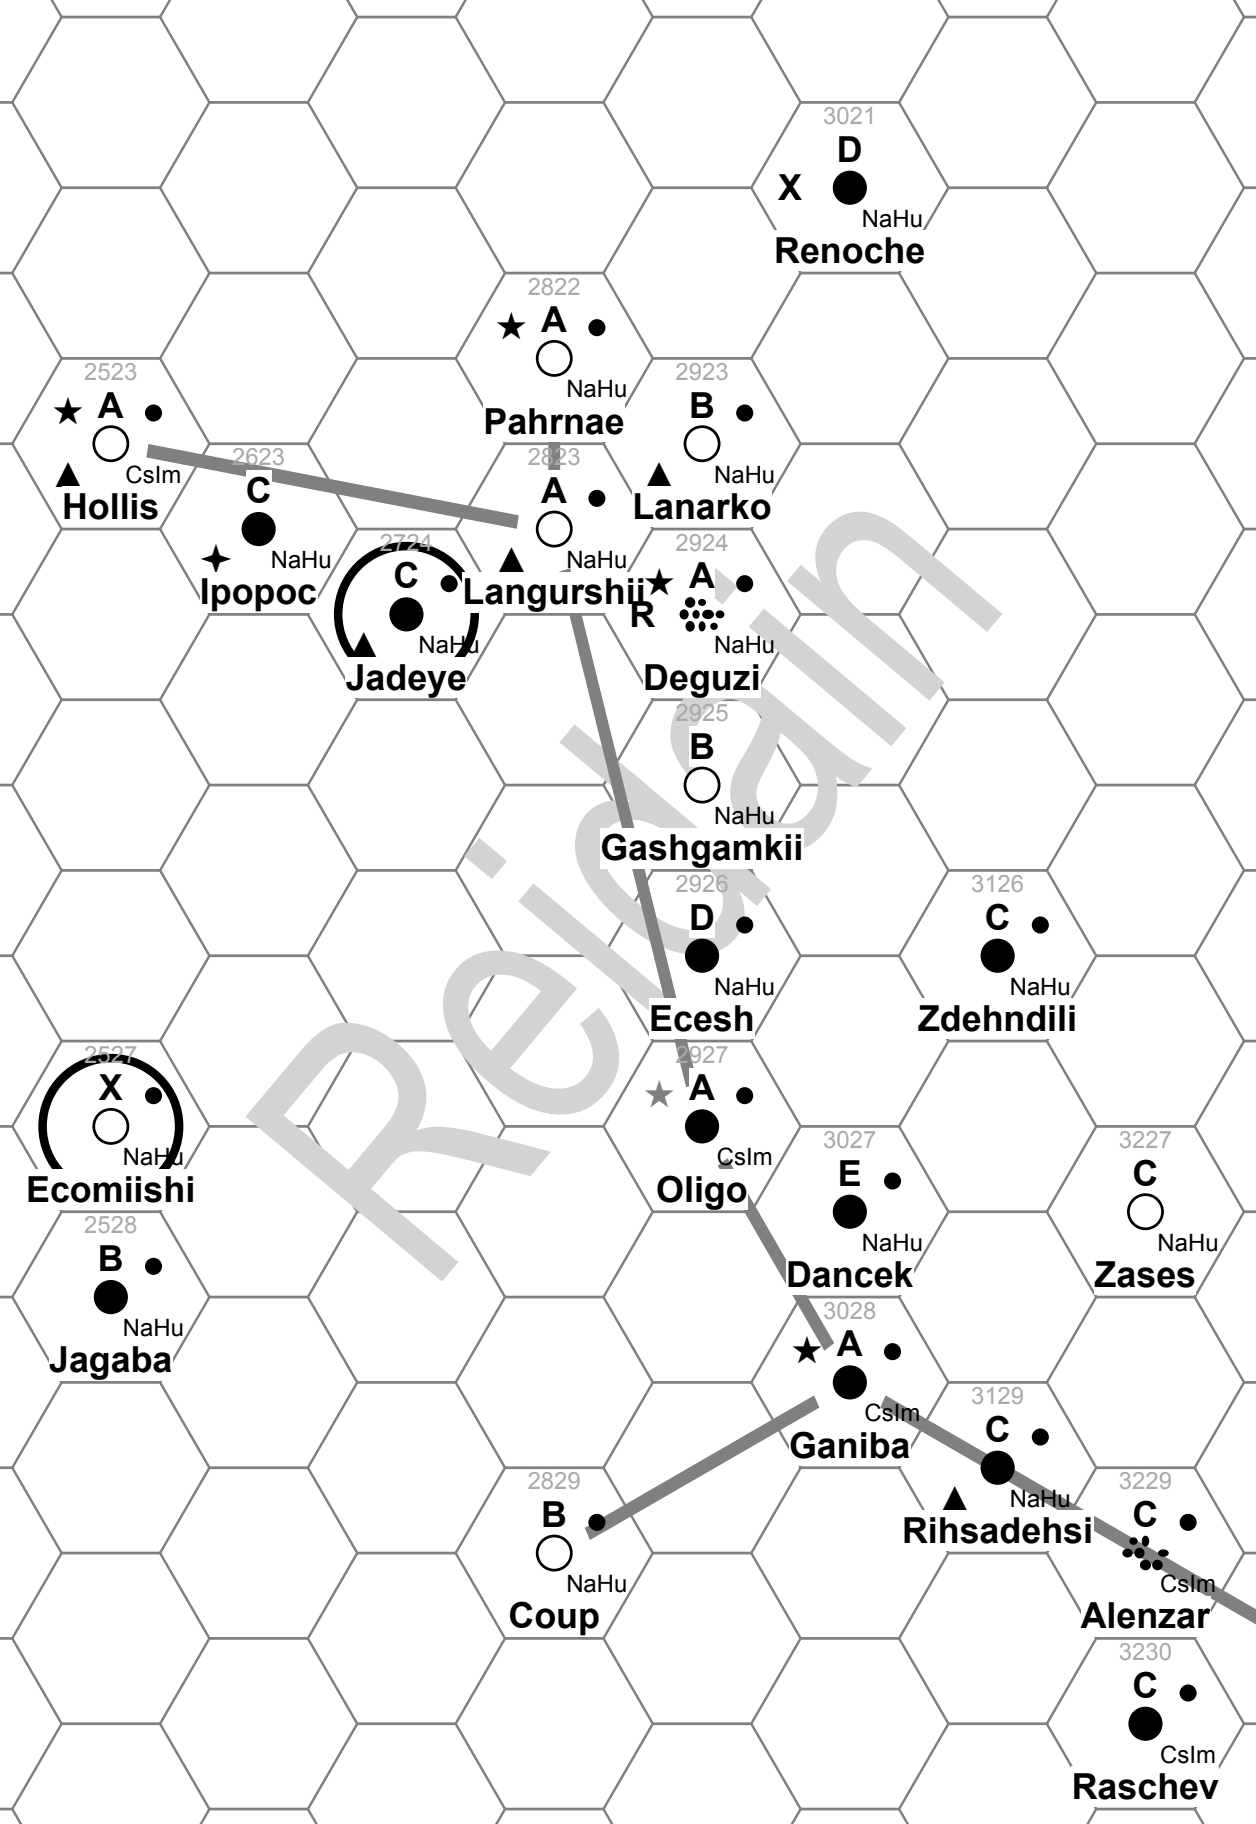 3021
D
X
NaHu
Renoche
2822
A
NaHu
Pahrnae
2523
A
CsIm
Hollis
2923
B
NaHu
Lanarko
2623
C
NaHu
Ipopoc
2823
A
NaHu
Langurshii
2724
C
NaHu
Jadeye
2924
A
R
NaHu
Deguzi
2925
B
NaHu
Gashgamkii
Reidain
2926
D
NaHu
Ecesh
3126
C
NaHu
Zdehndili
2527
X
NaHu
Ecomiishi
2927
A
CsIm
Oligo
3027
E
NaHu
Dancek
3227
C
NaHu
Zases
2528
B
NaHu
Jagaba
3028
A
CsIm
Ganiba
3129
C
NaHu
Rihsadehsi
2829
B
NaHu
Coup
3229
C
CsIm
Alenzar
3230
C
CsIm
Raschev